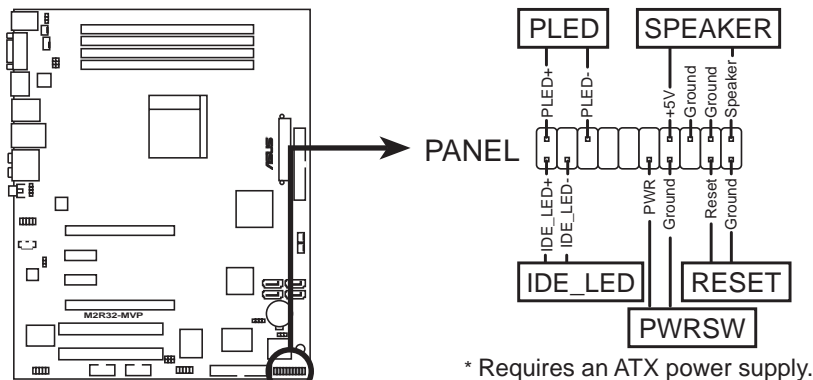 PLED SPEAKER
PLED+ PLED- +5V Ground Ground Speaker
PANEL
IDE_LED+ IDE_LED- PWR Ground Reset Ground
IDE_LED RESET
PWRSW
/ISUS
M2R32-MVP
* Requires an ATX power supply.